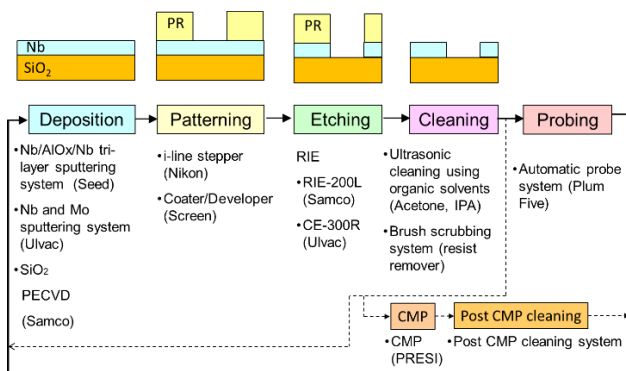 PR
PR
Nb
SiO₂
Deposition
Patterning
Etching
Cleaning
Probing
•Nb/AlOx/Nb tri-
layer sputtering
system (Seed)
•Nb and Mo
sputtering system
(Ulvac)
•SiO₂
PECVD
(Samco)
•i-line stepper
(Nikon)
•Coater/Developer
(Screen)
RIE
•RIE-200L
(Samco)
•CE-300R
(Ulvac)
•Ultrasonic
cleaning using
organic solvents
(Acetone, IPA)
•Brush scrubbing
system (resist
remover)
•Automatic probe
system (Plum
Five)
CMP
Post CMP cleaning
•CMP
(PRESI)
•Post CMP cleaning system